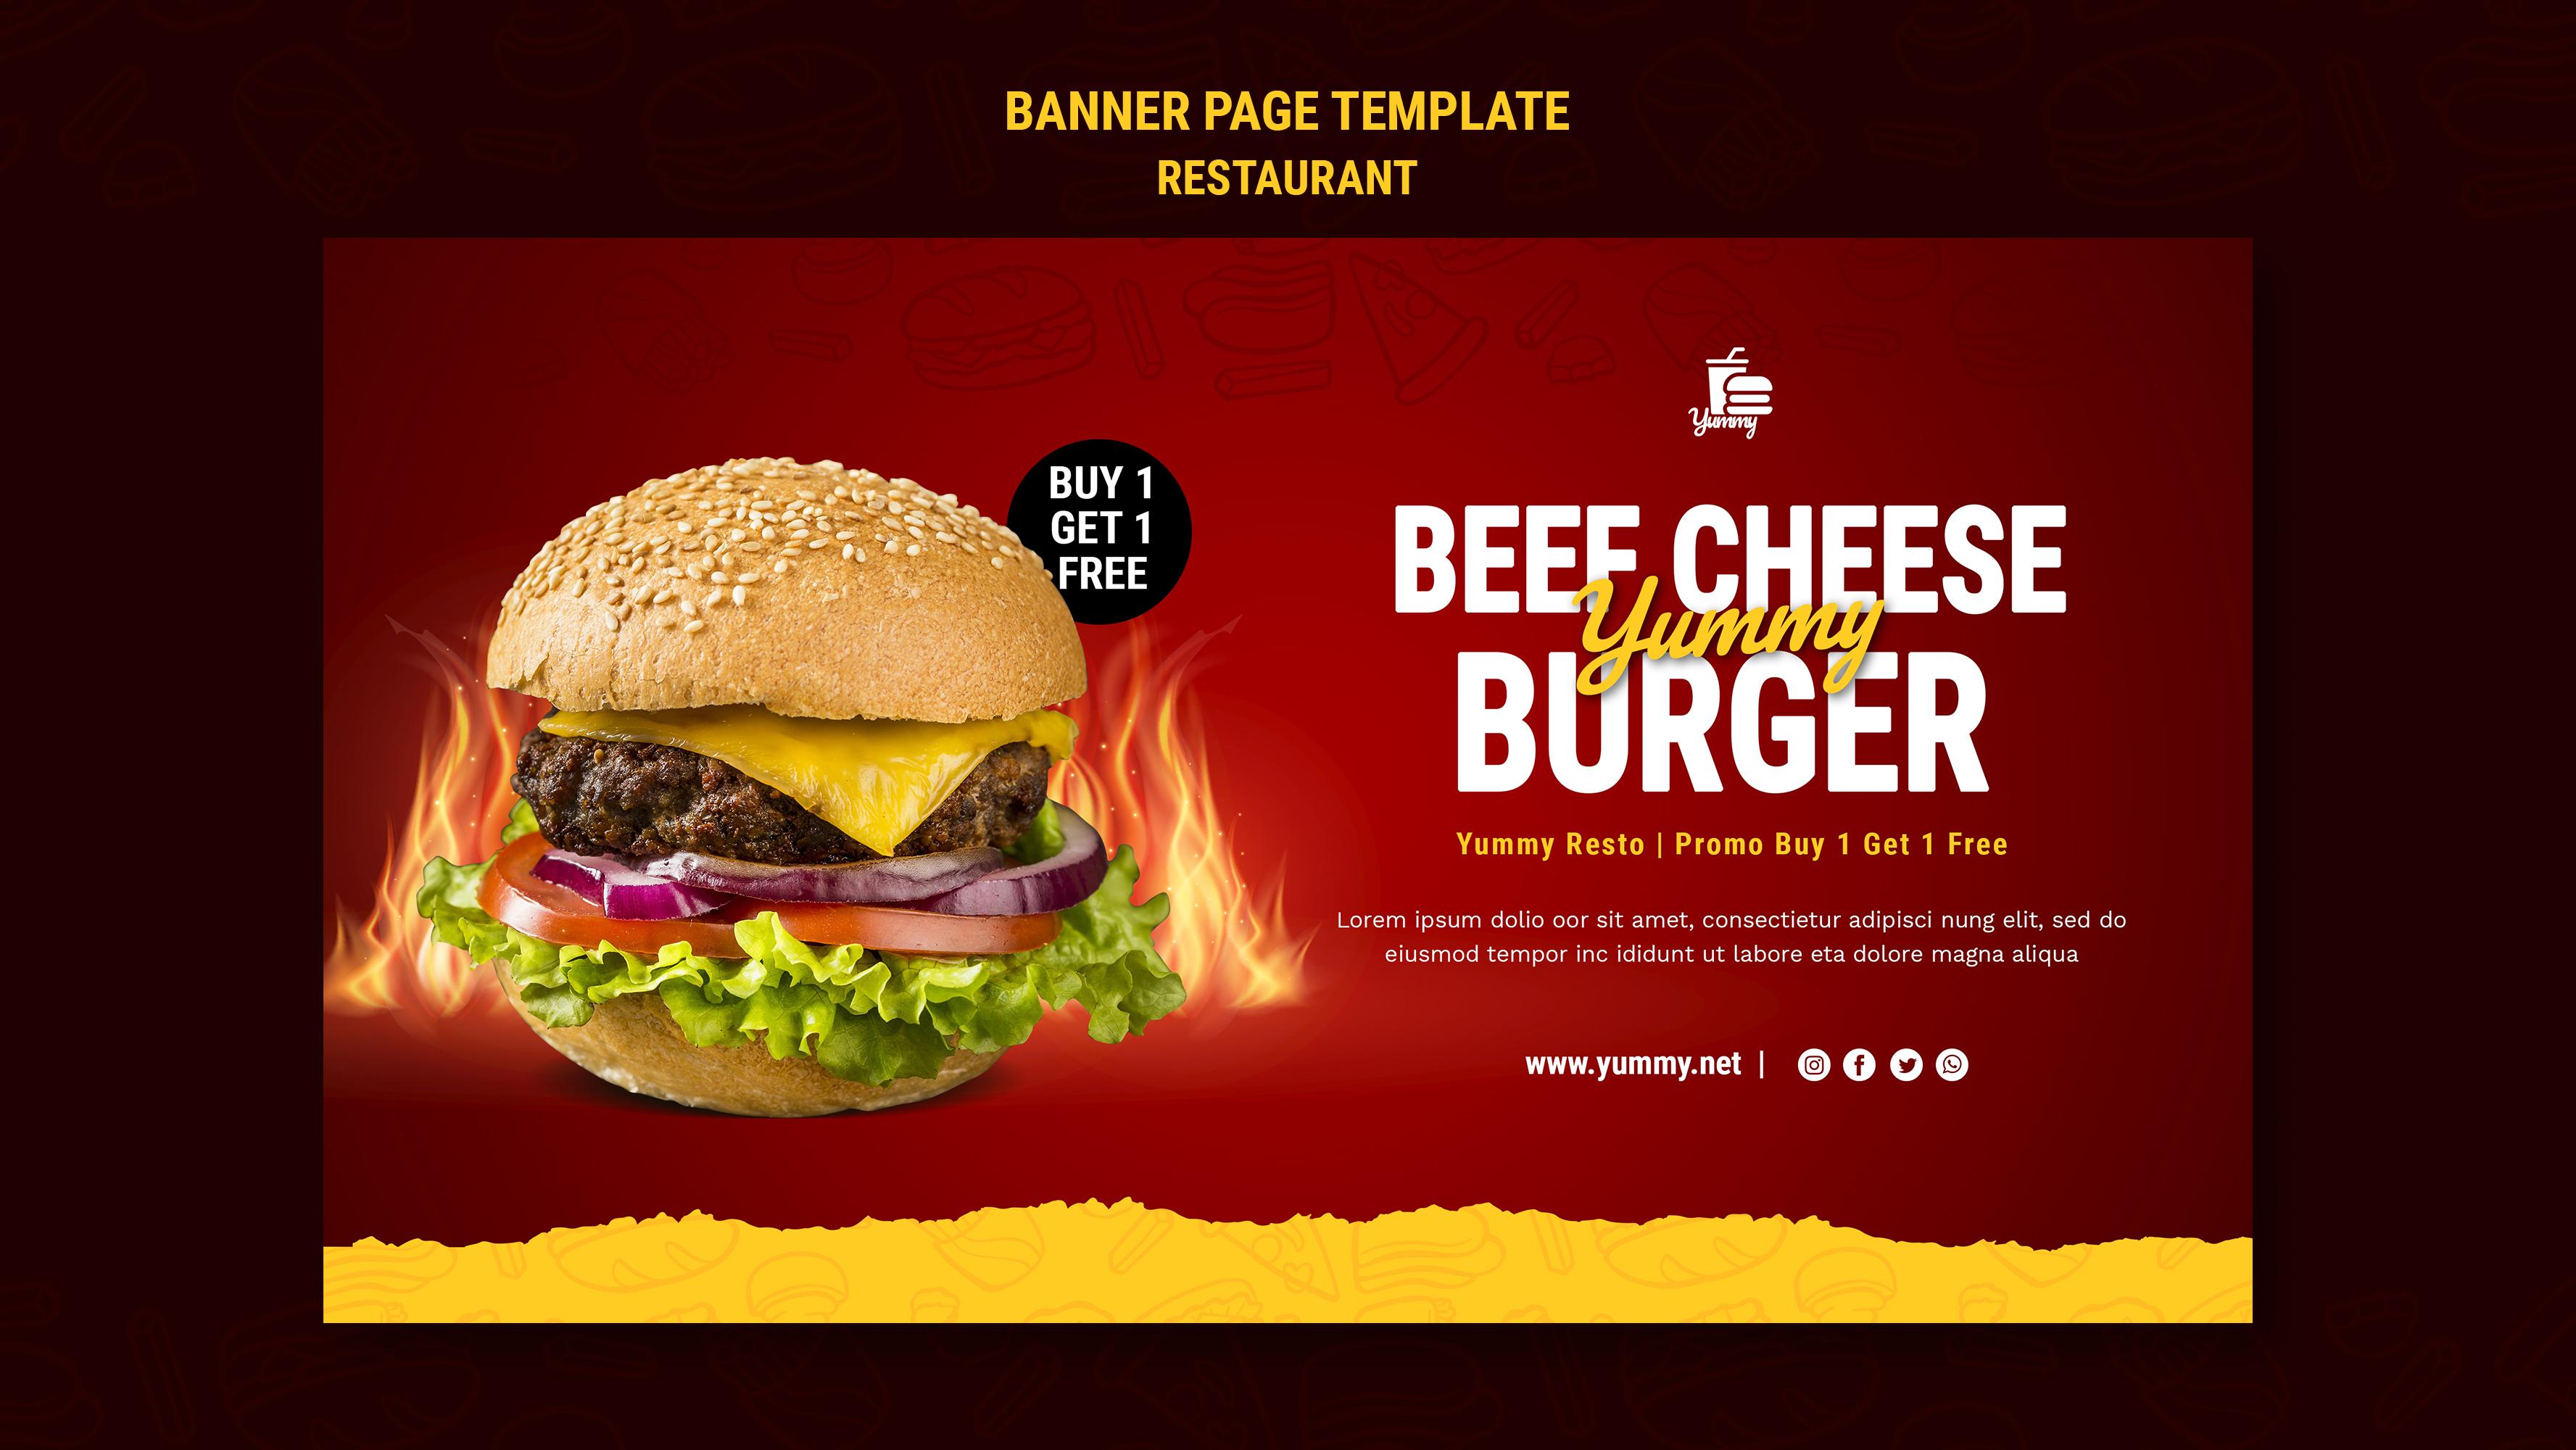 BANNER PAGE TEMPLATE
RESTAURANT
BUY 1
GET 1
FREE
Yummy
BEEF CHEESE
Yummy
BURGER
Yummy Resto | Promo Buy 1 Get 1 Free
Lorem ipsum dolio oor sit amet, consectietur adipisci nung elit, sed do
eiusmod tempor inc ididunt ut labore eta dolore magna aliqua
www.yummy.net |